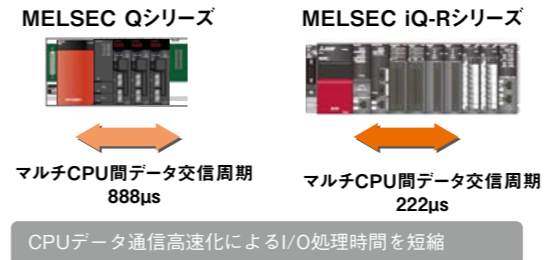 MELSEC Qシリーズ
MELSEC iQ-Rシリーズ
マルチCPU間データ交信周期
888μs
マルチCPU間データ交信周期
222μs
CPUデータ通信高速化によるI/O処理時間を短縮